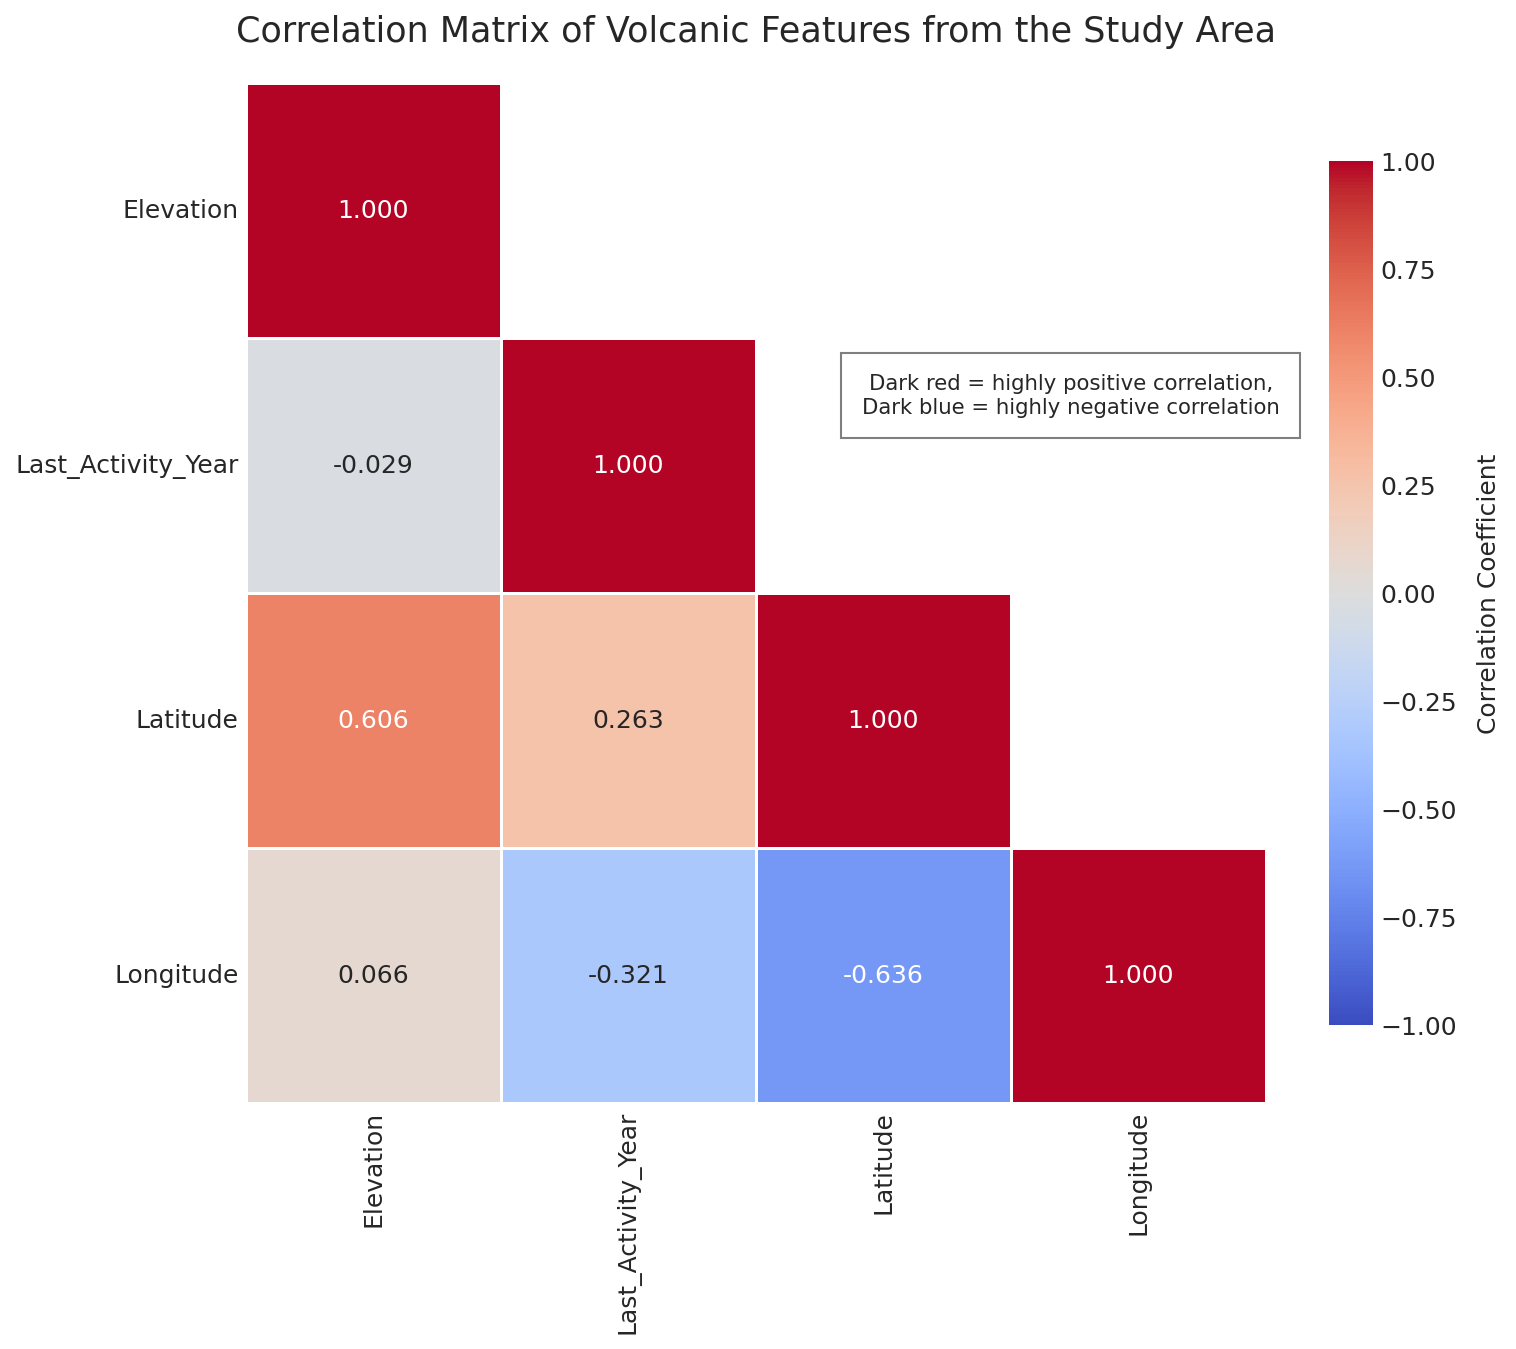 Correlation Matrix of Volcanic Features from the Study Area
Elevation
1.000
Last_Activity_Year
-0.029
1.000
Dark red = highly positive correlation,
Dark blue = highly negative correlation
Latitude
0.606
0.263
1.000
Longitude
0.066
-0.321
-0.636
1.000
Elevation
Last_Activity_Year
Latitude
Longitude
1.00
0.75
0.50
0.25
0.00
−0.25
−0.50
−0.75
−1.00
Correlation Coefficient